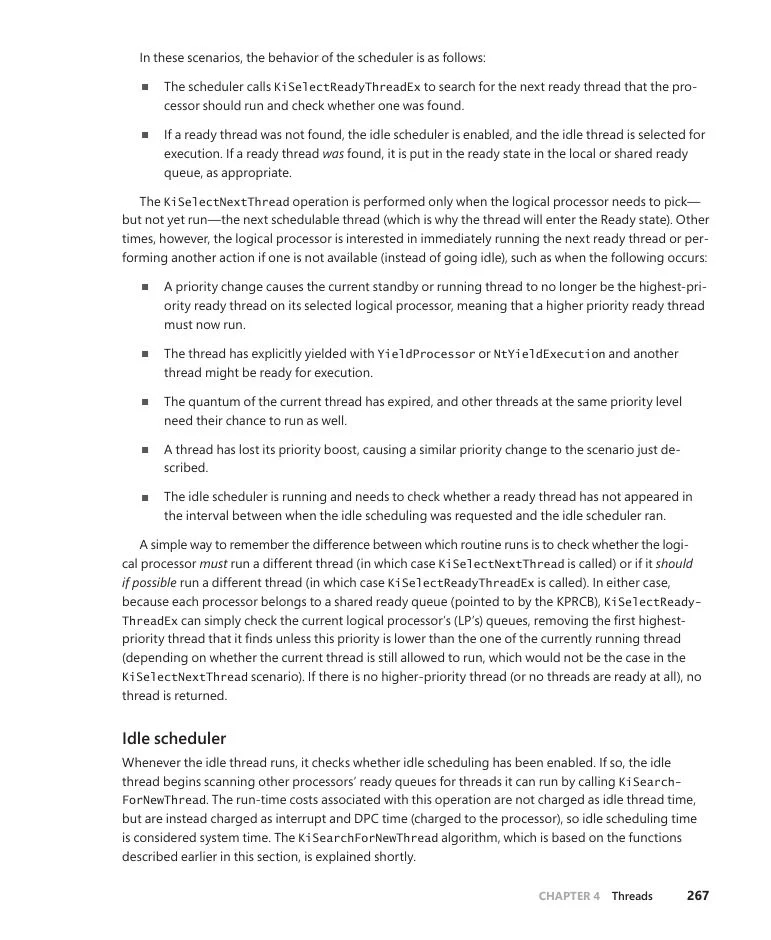 In these scenarios, the behavior of the scheduler is as follows:
■ The scheduler calls KiSelectReadyThreadEx to search for the next ready thread that the pro-
cessor should run and check whether one was found.
■ If a ready thread was not found, the idle scheduler is enabled, and the idle thread is selected for
execution. If a ready thread was found, it is put in the ready state in the local or shared ready
queue, as appropriate.
The KiSelectNextThread operation is performed only when the logical processor needs to pick—
but not yet run—the next schedulable thread (which is why the thread will enter the Ready state). Other
times, however, the logical processor is interested in immediately running the next ready thread or per-
forming another action if one is not available (instead of going idle), such as when the following occurs:
■ A priority change causes the current standby or running thread to no longer be the highest-pri-
ority ready thread on its selected logical processor, meaning that a higher priority ready thread
must now run.
■ The thread has explicitly yielded with YieldProcessor or NtYieldExecution and another
thread might be ready for execution.
■ The quantum of the current thread has expired, and other threads at the same priority level
need their chance to run as well.
■ A thread has lost its priority boost, causing a similar priority change to the scenario just de-
scribed.
■ The idle scheduler is running and needs to check whether a ready thread has not appeared in
the interval between when the idle scheduling was requested and the idle scheduler ran.
A simple way to remember the difference between which routine runs is to check whether the logi-
cal processor must run a different thread (in which case KiSelectNextThread is called) or if it should
if possible run a different thread (in which case KiSelectReadyThreadEx is called). In either case,
because each processor belongs to a shared ready queue (pointed to by the KPRCB), KiSelectReady-
ThreadEx can simply check the current logical processor's (LP's) queues, removing the first highest-
priority thread that it finds unless this priority is lower than the one of the currently running thread
(depending on whether the current thread is still allowed to run, which would not be the case in the
KiSelectNextThread scenario). If there is no higher-priority thread (or no threads are ready at all), no
thread is returned.
Idle scheduler
Whenever the idle thread runs, it checks whether idle scheduling has been enabled. If so, the idle
thread begins scanning other processors' ready queues for threads it can run by calling KiSearch-
ForNewThread. The run-time costs associated with this operation are not charged as idle thread time,
but are instead charged as interrupt and DPC time (charged to the processor), so idle scheduling time
is considered system time. The KiSearchForNewThread algorithm, which is based on the functions
described earlier in this section, is explained shortly.
CHAPTER 4 Threads 267